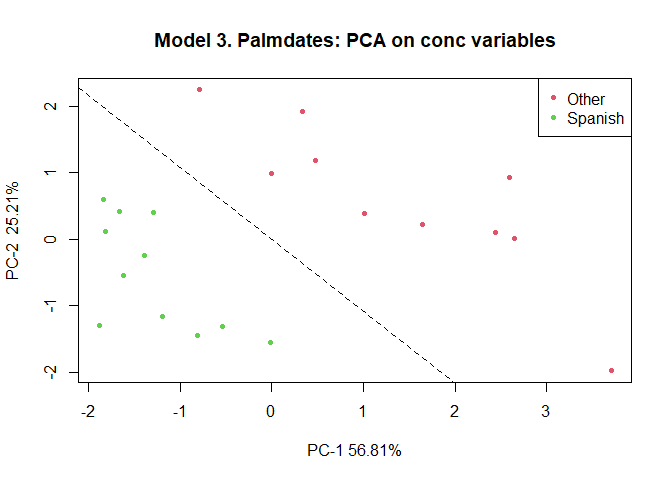 Model 3. Palmdates: PCA on conc variables
Other
Spanish
2
1
0
-1
-2
PC-2 25.21%
-2 -1 0 1 2 3
PC-1 56.81%